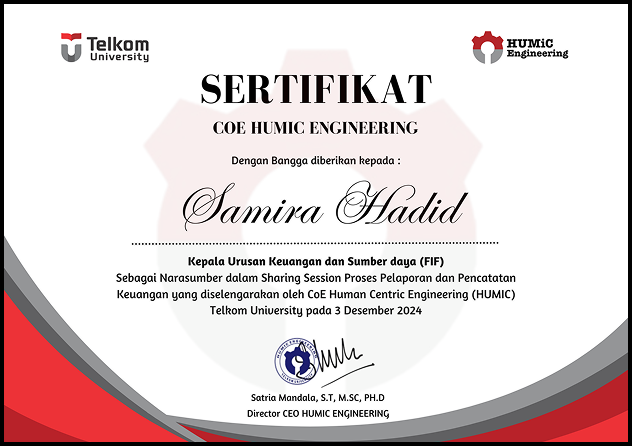 Telkom
University
HUMiC
Engineering
SERTIFIKAT
COE HUMIC ENGINEERING
Dengan Bangga diberikan kepada :
Samira Hadid
Kepala Urusan Keuangan dan Sumber daya (FIF)
Sebagai Narasumber dalam Sharing Session Proses Pelaporan dan Pencatatan
Keuangan yang diselengarakan oleh CoE Human Centric Engineering (HUMIC)
Telkom University pada 3 Desember 2024
HUMIC ENGINEERING
Satria Mandala, S.T, M.SC, PH.D
Director CEO HUMIC ENGINEERING